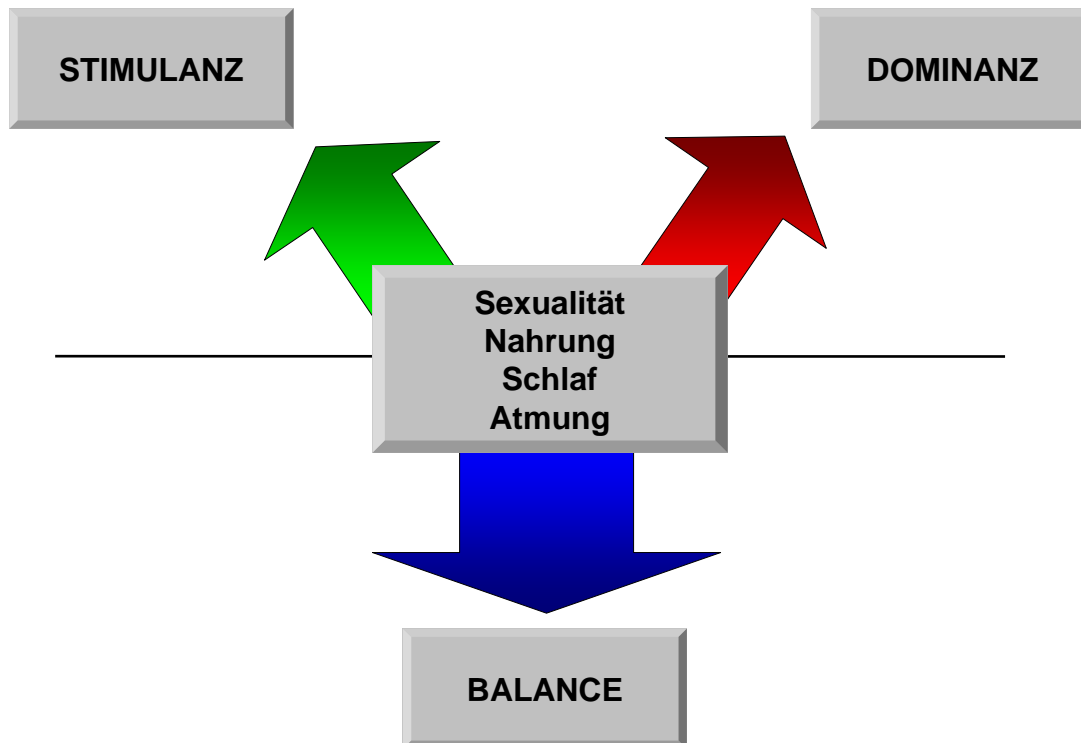 STIMULANZ
DOMINANZ
Sexualität
Nahrung
Schlaf
Atmung
BALANCE